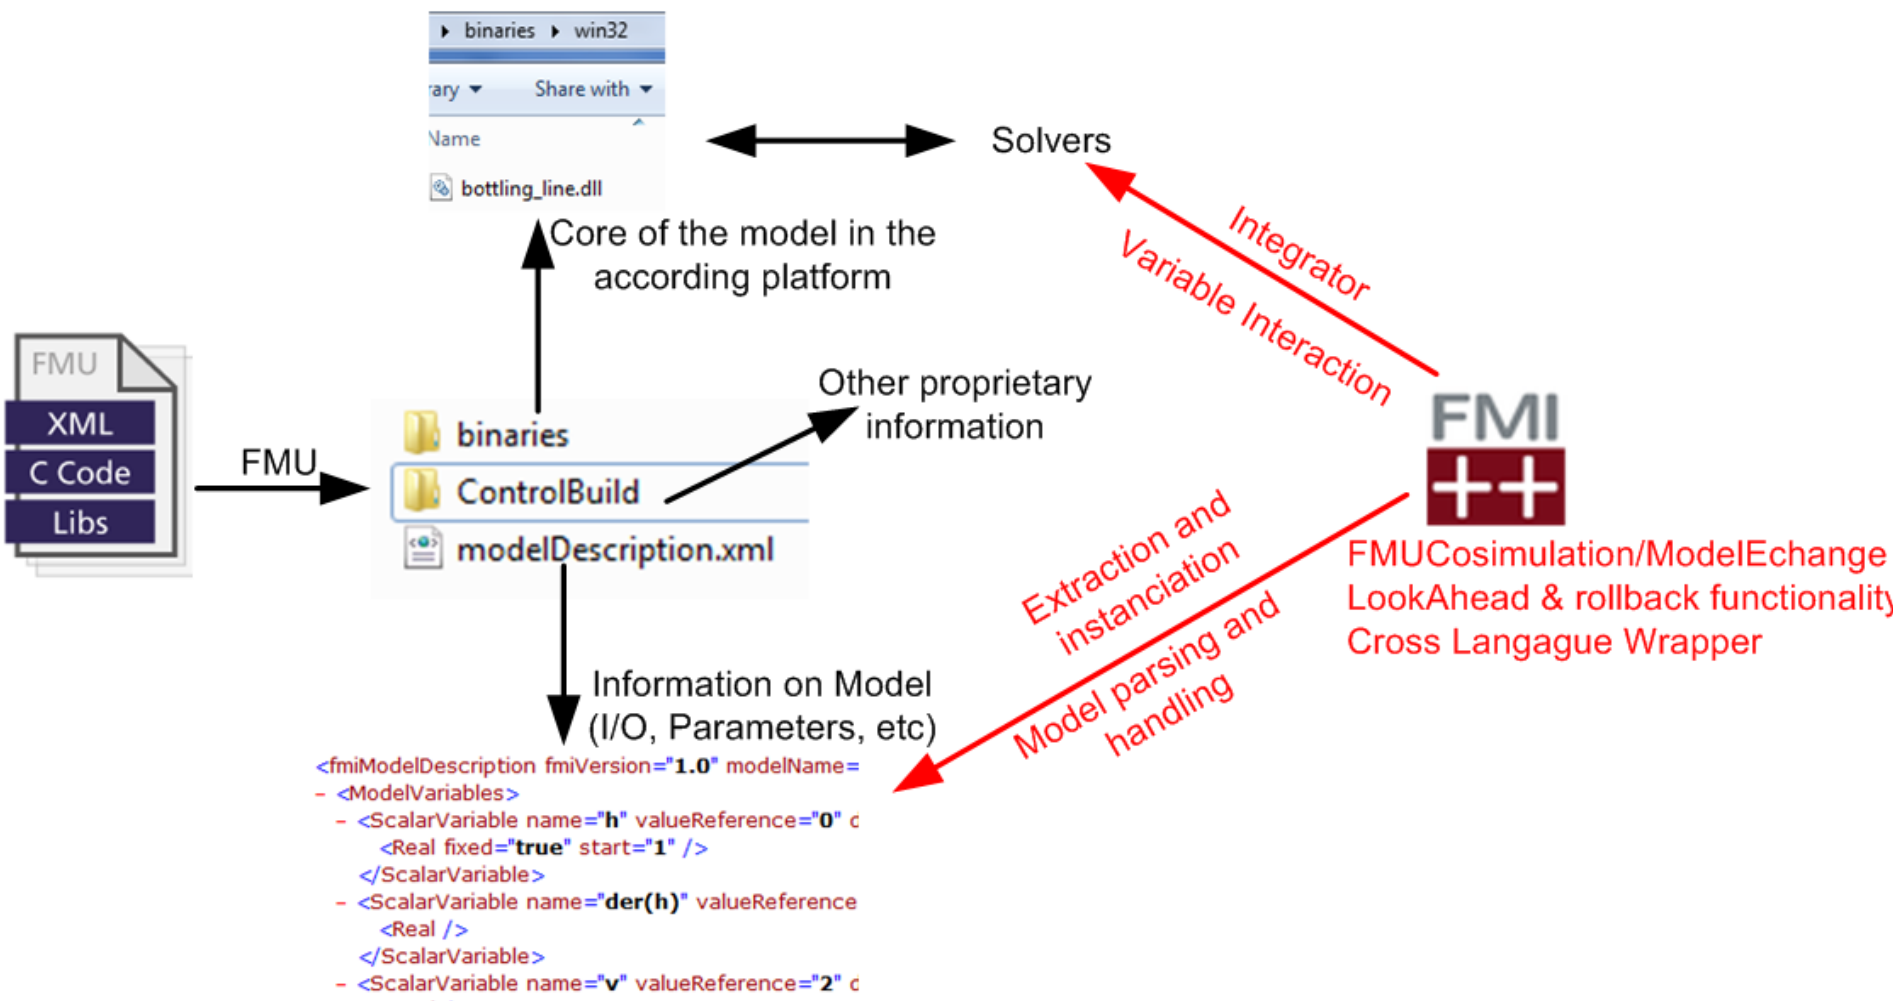 binaries win32
rary Share with
Name
bottling_line.dll
Solvers
Core of the model in the
according platform
Integrator
Variable Interaction
FMU
XML
C Code
Libs
FMU
binaries
ControlBuild
modelDescription.xml
Other proprietary
information
FMI
++
FMUCosimulation/ModelEchange
LookAhead & rollback functionality
Cross Langague Wrapper
Extraction and
instanciation
Model parsing and
handling
Information on Model
(I/O, Parameters, etc)
<fmiModelDescription fmiVersion="1.0" modelName=
- <ModelVariables>
- <ScalarVariable name="h" valueReference="0"
<Real fixed="true" start="1" />
</ScalarVariable>
- <ScalarVariable name="der(h)" valueReference
<Real />
</ScalarVariable>
- <ScalarVariable name="v" valueReference="2"